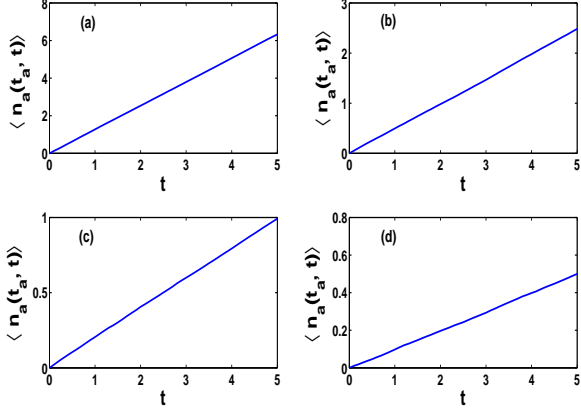 (a)
⟨ n_a(t_a, t)⟩
8
6
4
2
0
0 1 2 3 4 5
t
(b)
⟨ n_a(t_a, t)⟩
3
2
1
0
0 1 2 3 4 5
t
(c)
⟨ n_a(t_a, t)⟩
1
0.5
0
0 1 2 3 4 5
t
(d)
⟨ n_a(t_a, t)⟩
0.8
0.6
0.4
0.2
0
0 1 2 3 4 5
t